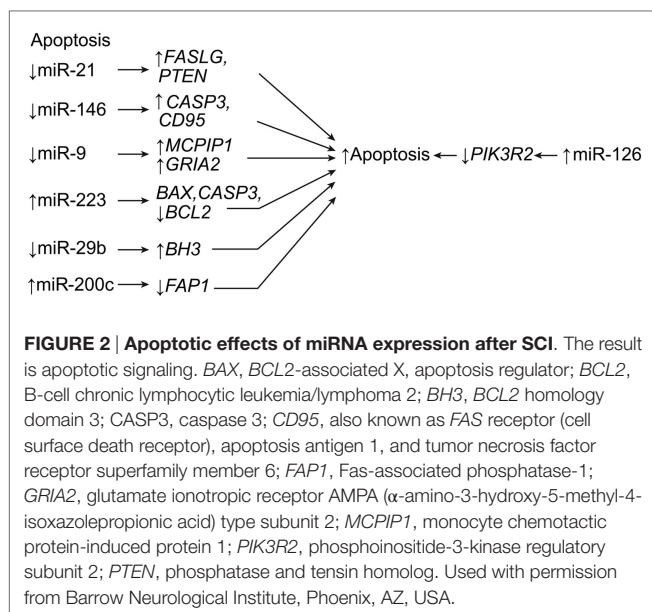 Apoptosis
↓miR-21 → ↑FASLG,
PTEN
↓miR-146 → ↑CASP3,
CD95
↓miR-9 → ↑MCPIP1
↑GRIA2
↑miR-223 → BAX,CASP3,
↓BCL2
↓miR-29b → ↑BH3
↑miR-200c → ↓FAP1
↑Apoptosis ← ↓PIK3R2 ← ↑miR-126
FIGURE 2 | Apoptotic effects of miRNA expression after SCI. The result
is apoptotic signaling. BAX, BCL2-associated X, apoptosis regulator; BCL2,
B-cell chronic lymphocytic leukemia/lymphoma 2; BH3, BCL2 homology
domain 3; CASP3, caspase 3; CD95, also known as FAS receptor (cell
surface death receptor), apoptosis antigen 1, and tumor necrosis factor
receptor superfamily member 6; FAP1, Fas-associated phosphatase-1;
GRIA2, glutamate ionotropic receptor AMPA (α-amino-3-hydroxy-5-methyl-4-
isoxazolepropionic acid) type subunit 2; MCPIP1, monocyte chemotactic
protein-induced protein 1; PIK3R2, phosphoinositide-3-kinase regulatory
subunit 2; PTEN, phosphatase and tensin homolog. Used with permission
from Barrow Neurological Institute, Phoenix, AZ, USA.